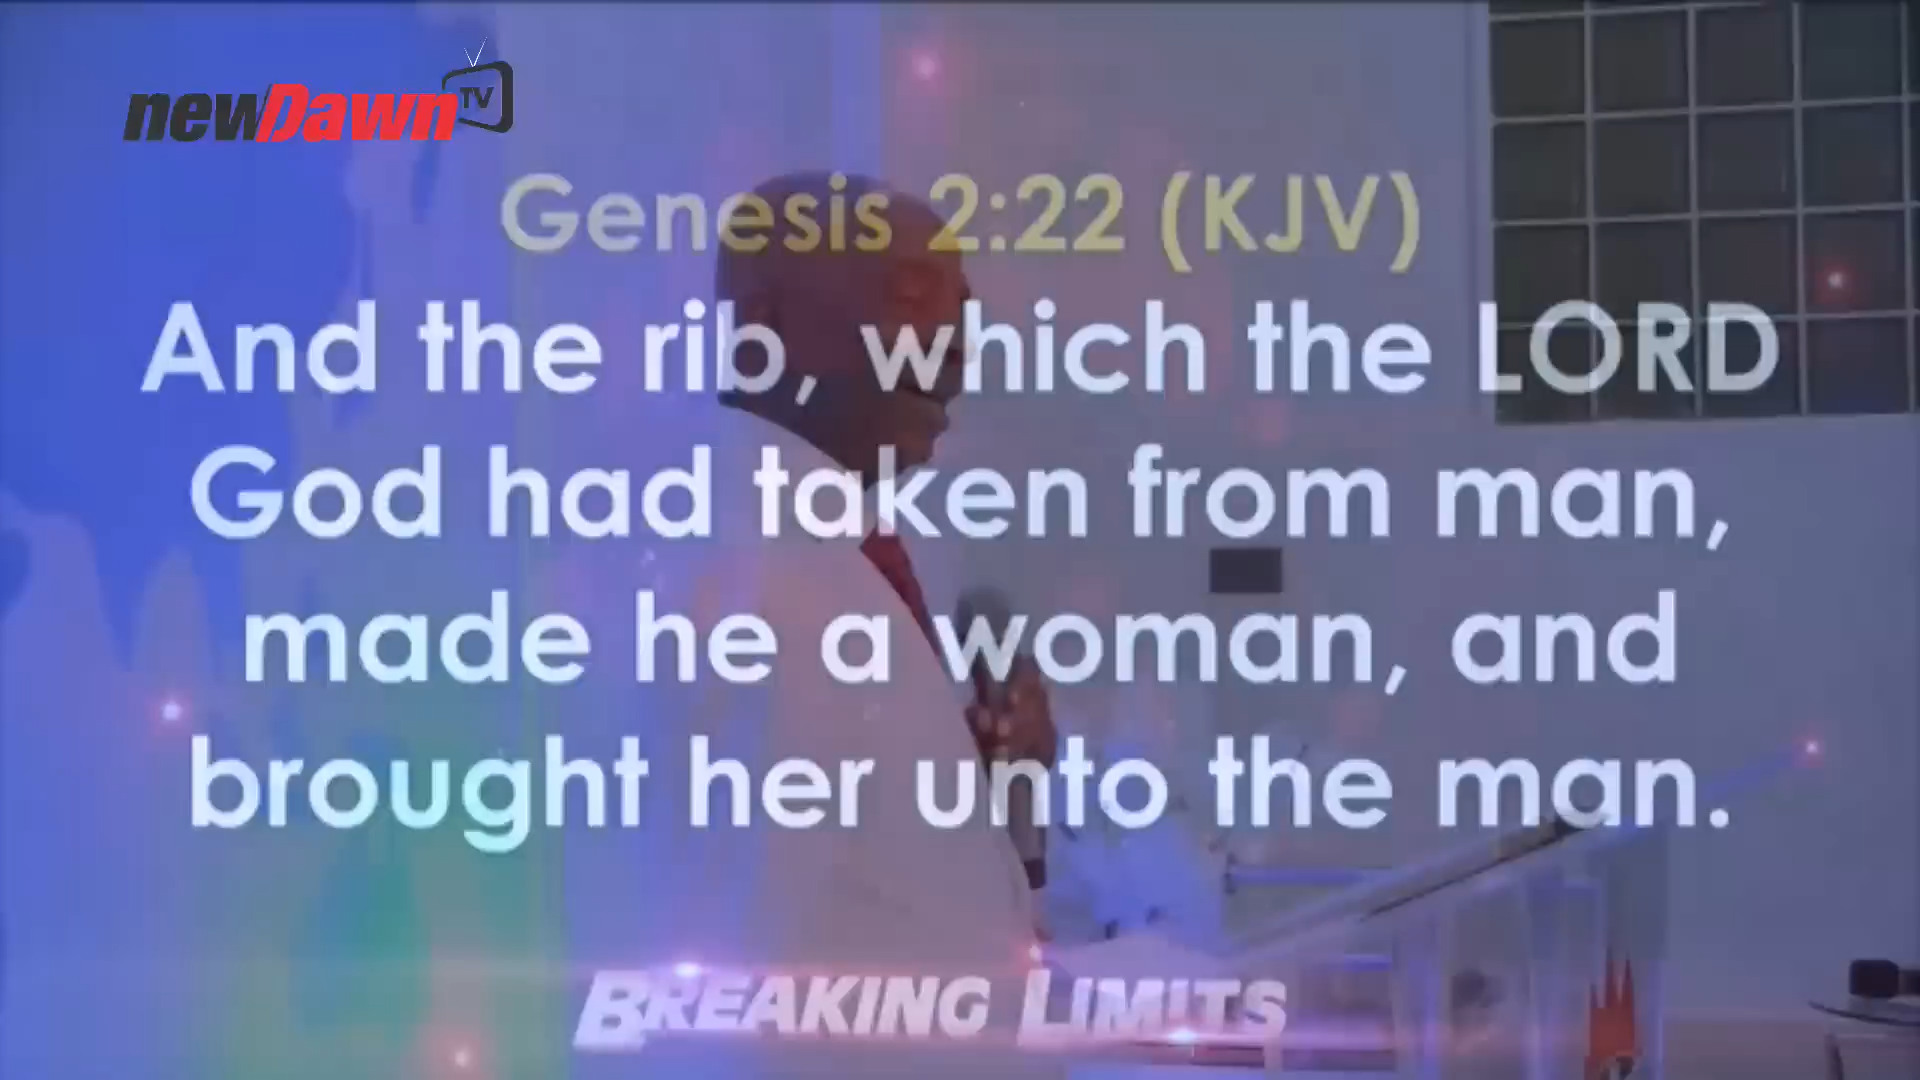 newDawn TV
Genesis 2:22 (KJV)
And the rib, which the LORD
God had taken from man,
made he a woman, and
brought her unto the man.
BREAKING LIMITS